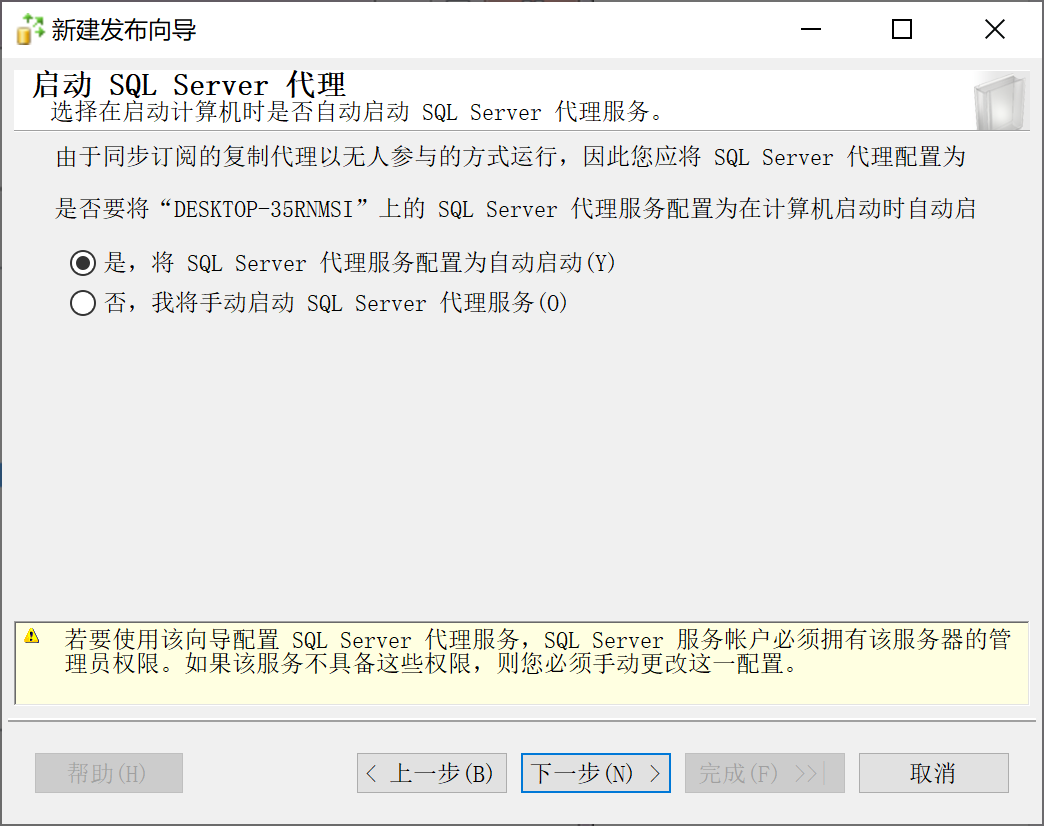 新建发布向导
启动 SQL Server 代理
选择在启动计算机时是否自动启动 SQL Server 代理服务。
由于同步订阅的复制代理以无人参与的方式运行，因此您应将 SQL Server 代理配置为
是否要将“DESKTOP-35RNMSI”上的 SQL Server 代理服务配置为在计算机启动时自动启
是，将 SQL Server 代理服务配置为自动启动(Y)
否，我将手动启动 SQL Server 代理服务(O)
若要使用该向导配置 SQL Server 代理服务，SQL Server 服务帐户必须拥有该服务器的管
理员权限。如果该服务不具备这些权限，则您必须手动更改这一配置。
帮助(H)
< 上一步(B)
下一步(N) >
完成(F) >>|
取消